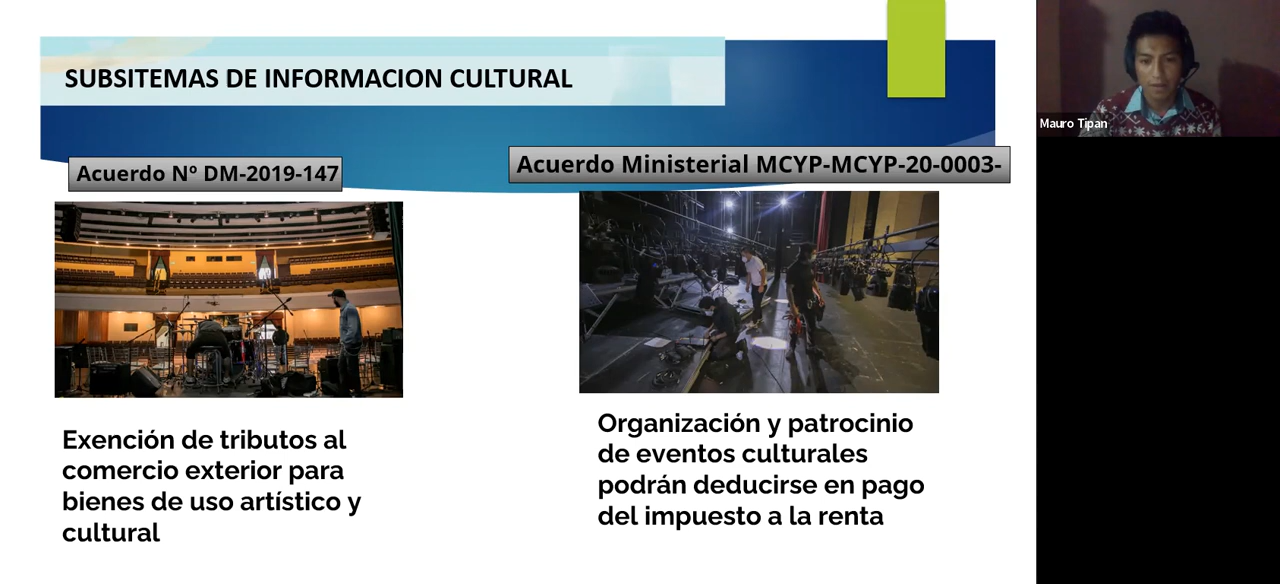 SUBSITEMAS DE INFORMACION CULTURAL
Acuerdo Nº DM-2019-147
Exención de tributos al
comercio exterior para
bienes de uso artístico y
cultural
Acuerdo Ministerial MCYP-MCYP-20-0003-
Organización y patrocinio
de eventos culturales
podrán deducirse en pago
del impuesto a la renta
Mauro Tipan